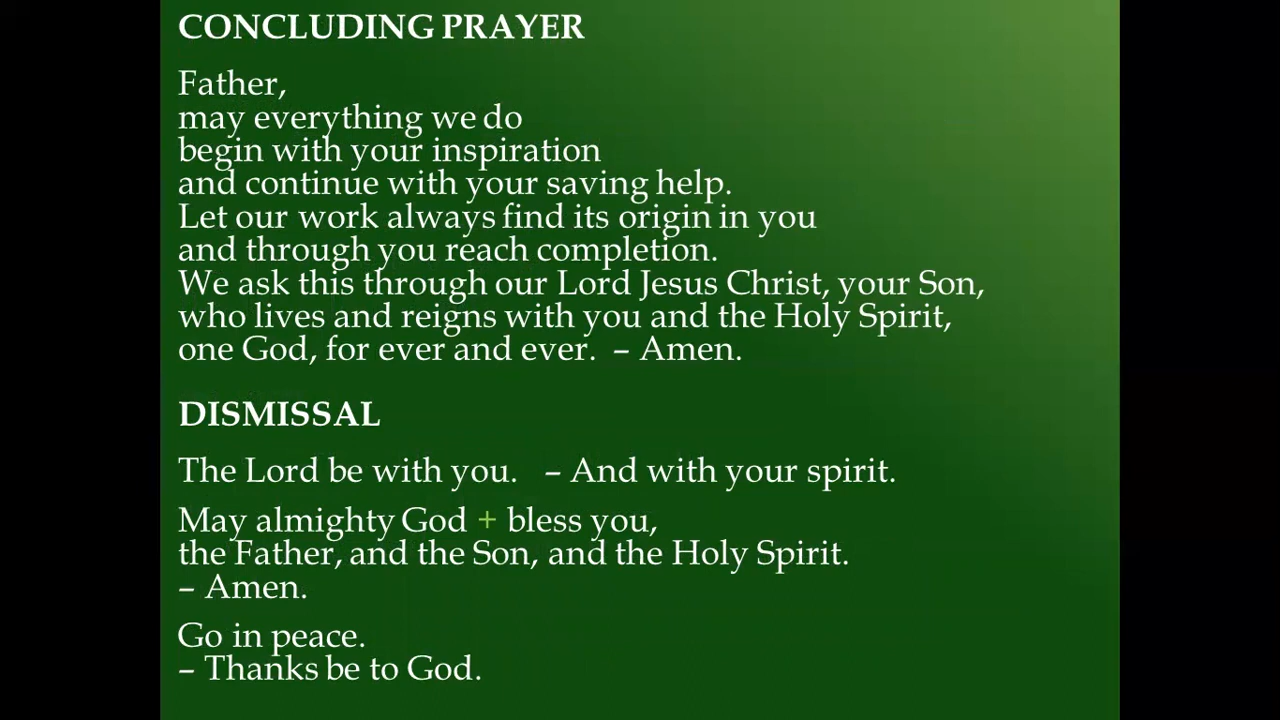 CONCLUDING PRAYER
Father,
may everything we do
begin with your inspiration
and continue with your saving help.
Let our work always find its origin in you
and through you reach completion.
We ask this through our Lord Jesus Christ, your Son,
who lives and reigns with you and the Holy Spirit,
one God, for ever and ever. – Amen.
DISMISSAL
The Lord be with you. – And with your spirit.
May almighty God + bless you,
the Father, and the Son, and the Holy Spirit.
– Amen.
Go in peace.
– Thanks be to God.